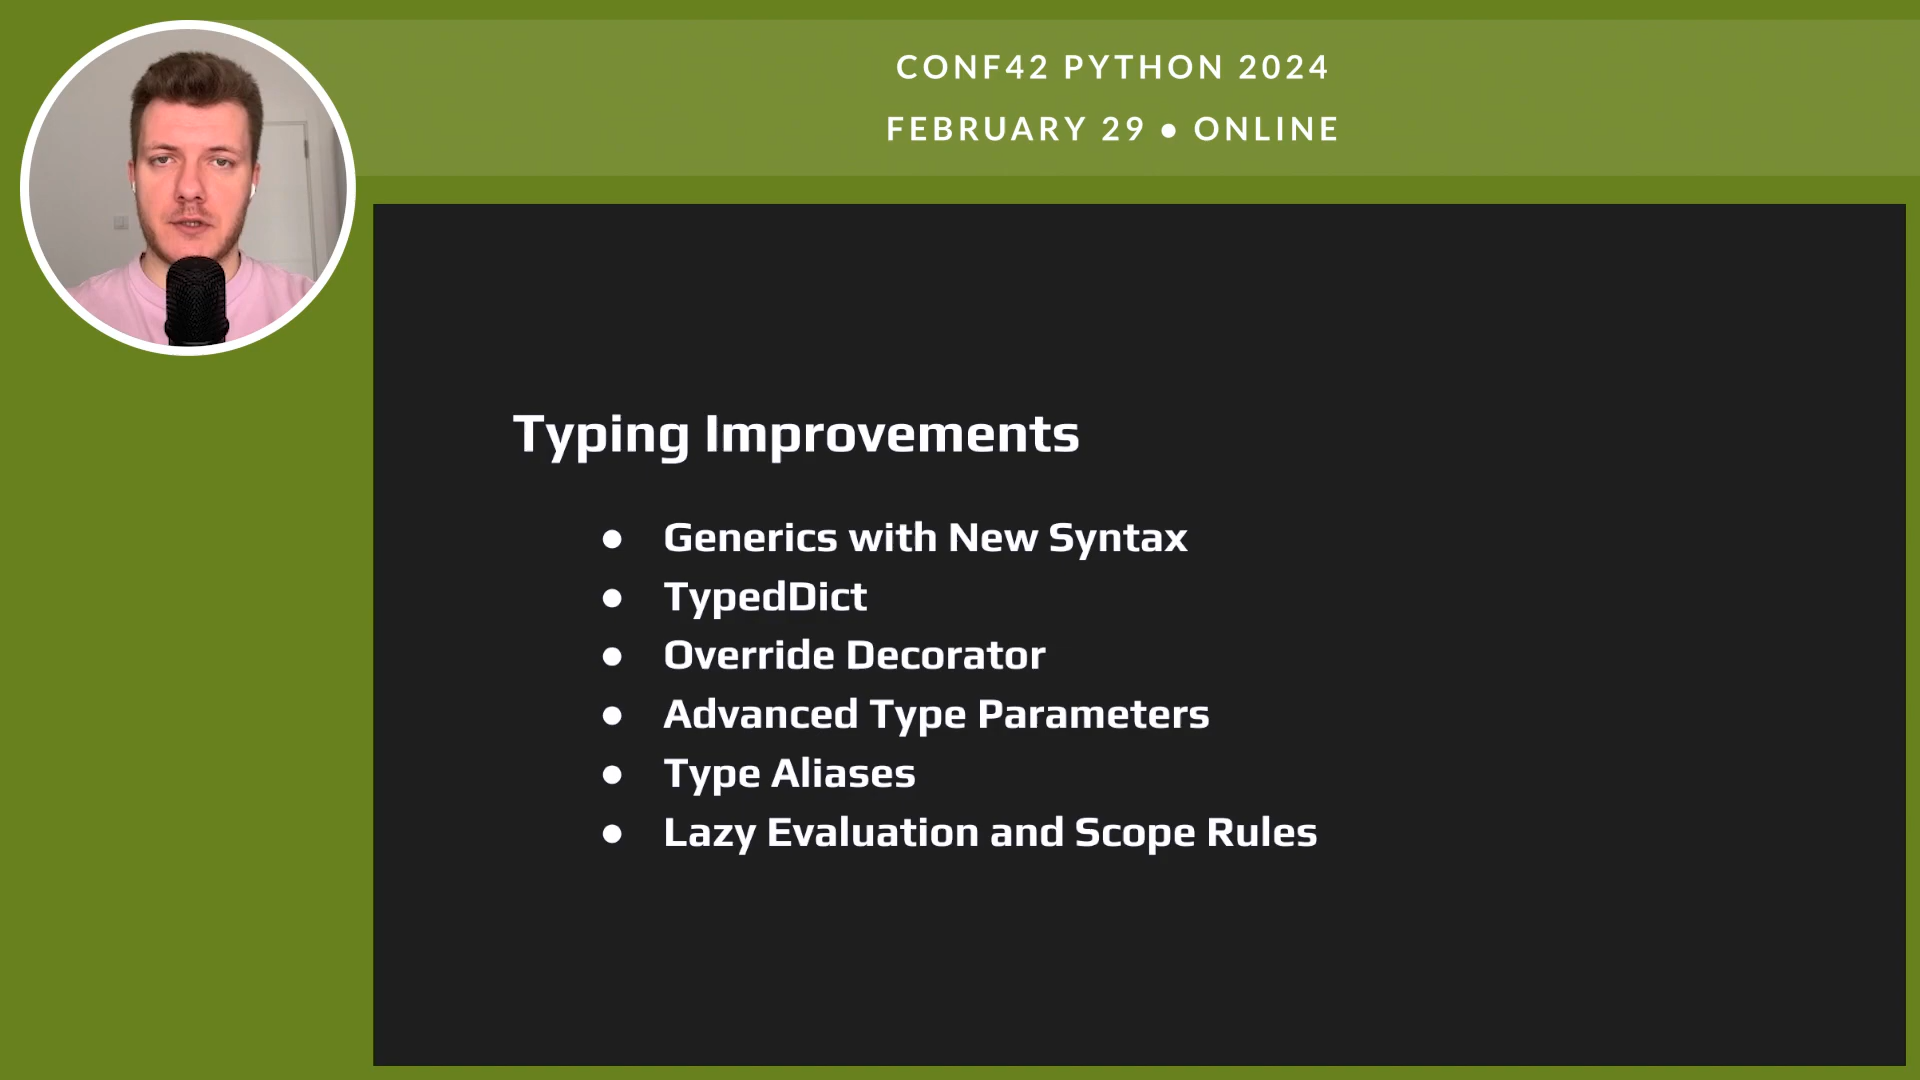 CONF42 PYTHON 2024
FEBRUARY 29 • ONLINE
Typing Improvements
● Generics with New Syntax
● TypedDict
● Override Decorator
● Advanced Type Parameters
● Type Aliases
● Lazy Evaluation and Scope Rules